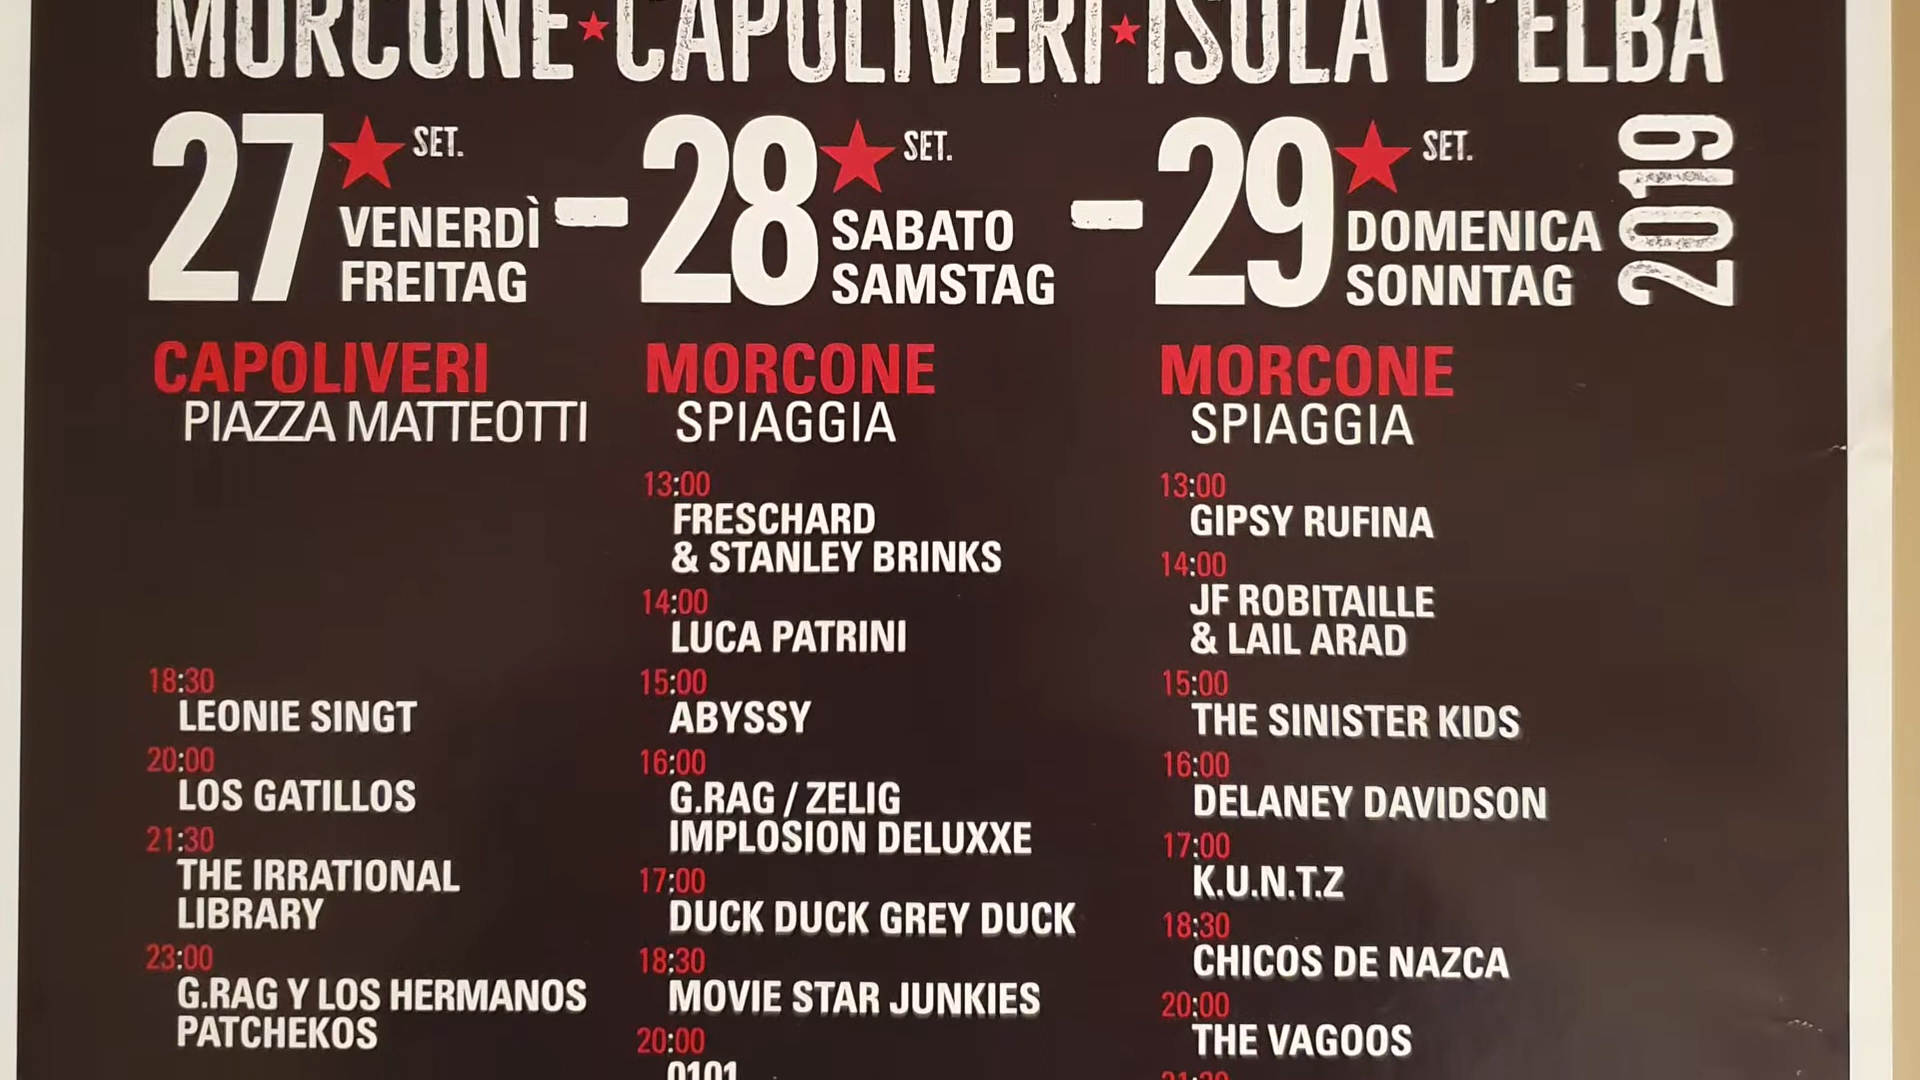 MORCONE★CAPOLIVERI★ISOLA D'ELBA
27★SET.
VENERDÌ
FREITAG
–
28★SET.
SABATO
SAMSTAG
–
29★SET.
DOMENICA
SONNTAG
2019
CAPOLIVERI
PIAZZA MATTEOTTI
18:30
LEONIE SINGT
20:00
LOS GATILLOS
21:30
THE IRRATIONAL
LIBRARY
23:00
G.RAG Y LOS HERMANOS
PATCHEKOS
MORCONE
SPIAGGIA
13:00
FRESCHARD
& STANLEY BRINKS
14:00
LUCA PATRINI
15:00
ABYSSY
16:00
G.RAG / ZELIG
IMPLOSION DELUXXE
17:00
DUCK DUCK GREY DUCK
18:30
MOVIE STAR JUNKIES
20:00
0101
MORCONE
SPIAGGIA
13:00
GIPSY RUFINA
14:00
JF ROBITAILLE
& LAIL ARAD
15:00
THE SINISTER KIDS
16:00
DELANEY DAVIDSON
17:00
K.U.N.T.Z
18:30
CHICOS DE NAZCA
20:00
THE VAGOOS